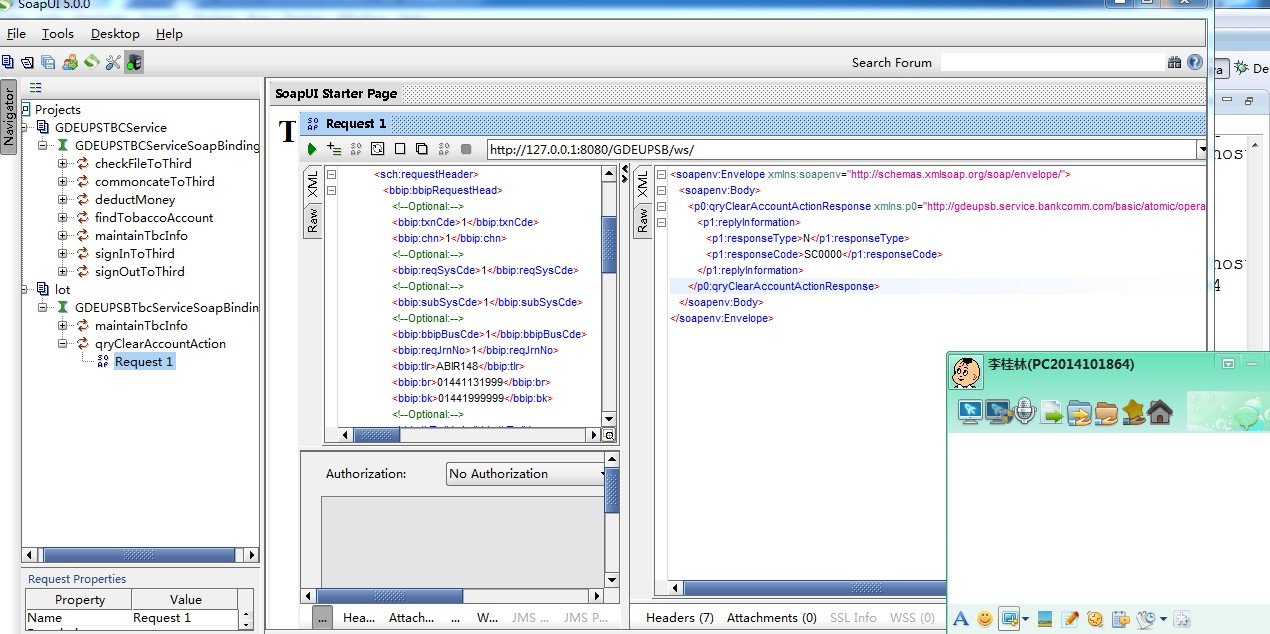 SoapUI 5.0.0
File Tools Desktop Help
Search Forum
Navigator
Projects
GDEUPSTBCService
GDEUPSTBCServiceSoapBinding
checkFileToThird
commoncateToThird
deductMoney
findTobaccoAccount
maintainTbcInfo
signInToThird
signOutToThird
lot
GDEUPSBTbcServiceSoapBindin
maintainTbcInfo
qryClearAccountAction
Request 1
Request Properties
Property Value
Name Request 1
SoapUI Starter Page
T
Request 1
http://127.0.0.1:8080/GDEUPSB/ws/
XML
Raw
<sch:requestHeader>
<bbip:bbipRequestHead>
<!--Optional:-->
<bbip:txnCde>1</bbip:txnCde>
<bbip:chn>1</bbip:chn>
<!--Optional:-->
<bbip:reqSysCde>1</bbip:reqSysCde>
<!--Optional:-->
<bbip:subSysCde>1</bbip:subSysCde>
<!--Optional:-->
<bbip:bbipBusCde>1</bbip:bbipBusCde>
<bbip:reqJrnNo>1</bbip:reqJrnNo>
<bbip:tlr>ABIR148</bbip:tlr>
<bbip:br>01441131999</bbip:br>
<bbip:bk>01441999999</bbip:bk>
<!--Optional:-->
Authorization: No Authorization
... Hea... Attach... ... W... JMS ... JMS P...
XML
Raw
<soapenv:Envelope xmlns:soapenv="http://schemas.xmlsoap.org/soap/envelope/">
<soapenv:Body>
<p0:qryClearAccountActionResponse xmlns:p0="http://gdeupsb.service.bankcomm.com/basic/atomic/opera
<p1:replyInformation>
<p1:responseType>N</p1:responseType>
<p1:responseCode>SC0000</p1:responseCode>
</p1:replyInformation>
</p0:qryClearAccountActionResponse>
</soapenv:Body>
</soapenv:Envelope>
Headers (7) Attachments (0) SSL Info WSS (0)
va De
nos
nos
4
李桂林(PC2014101864)